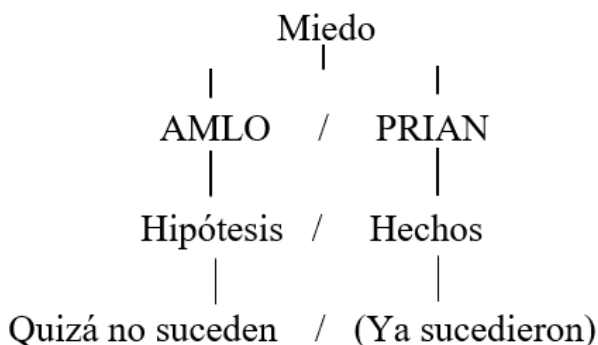 Miedo
AMLO / PRIAN
Hipótesis / Hechos
Quizá no suceden / (Ya sucedieron)